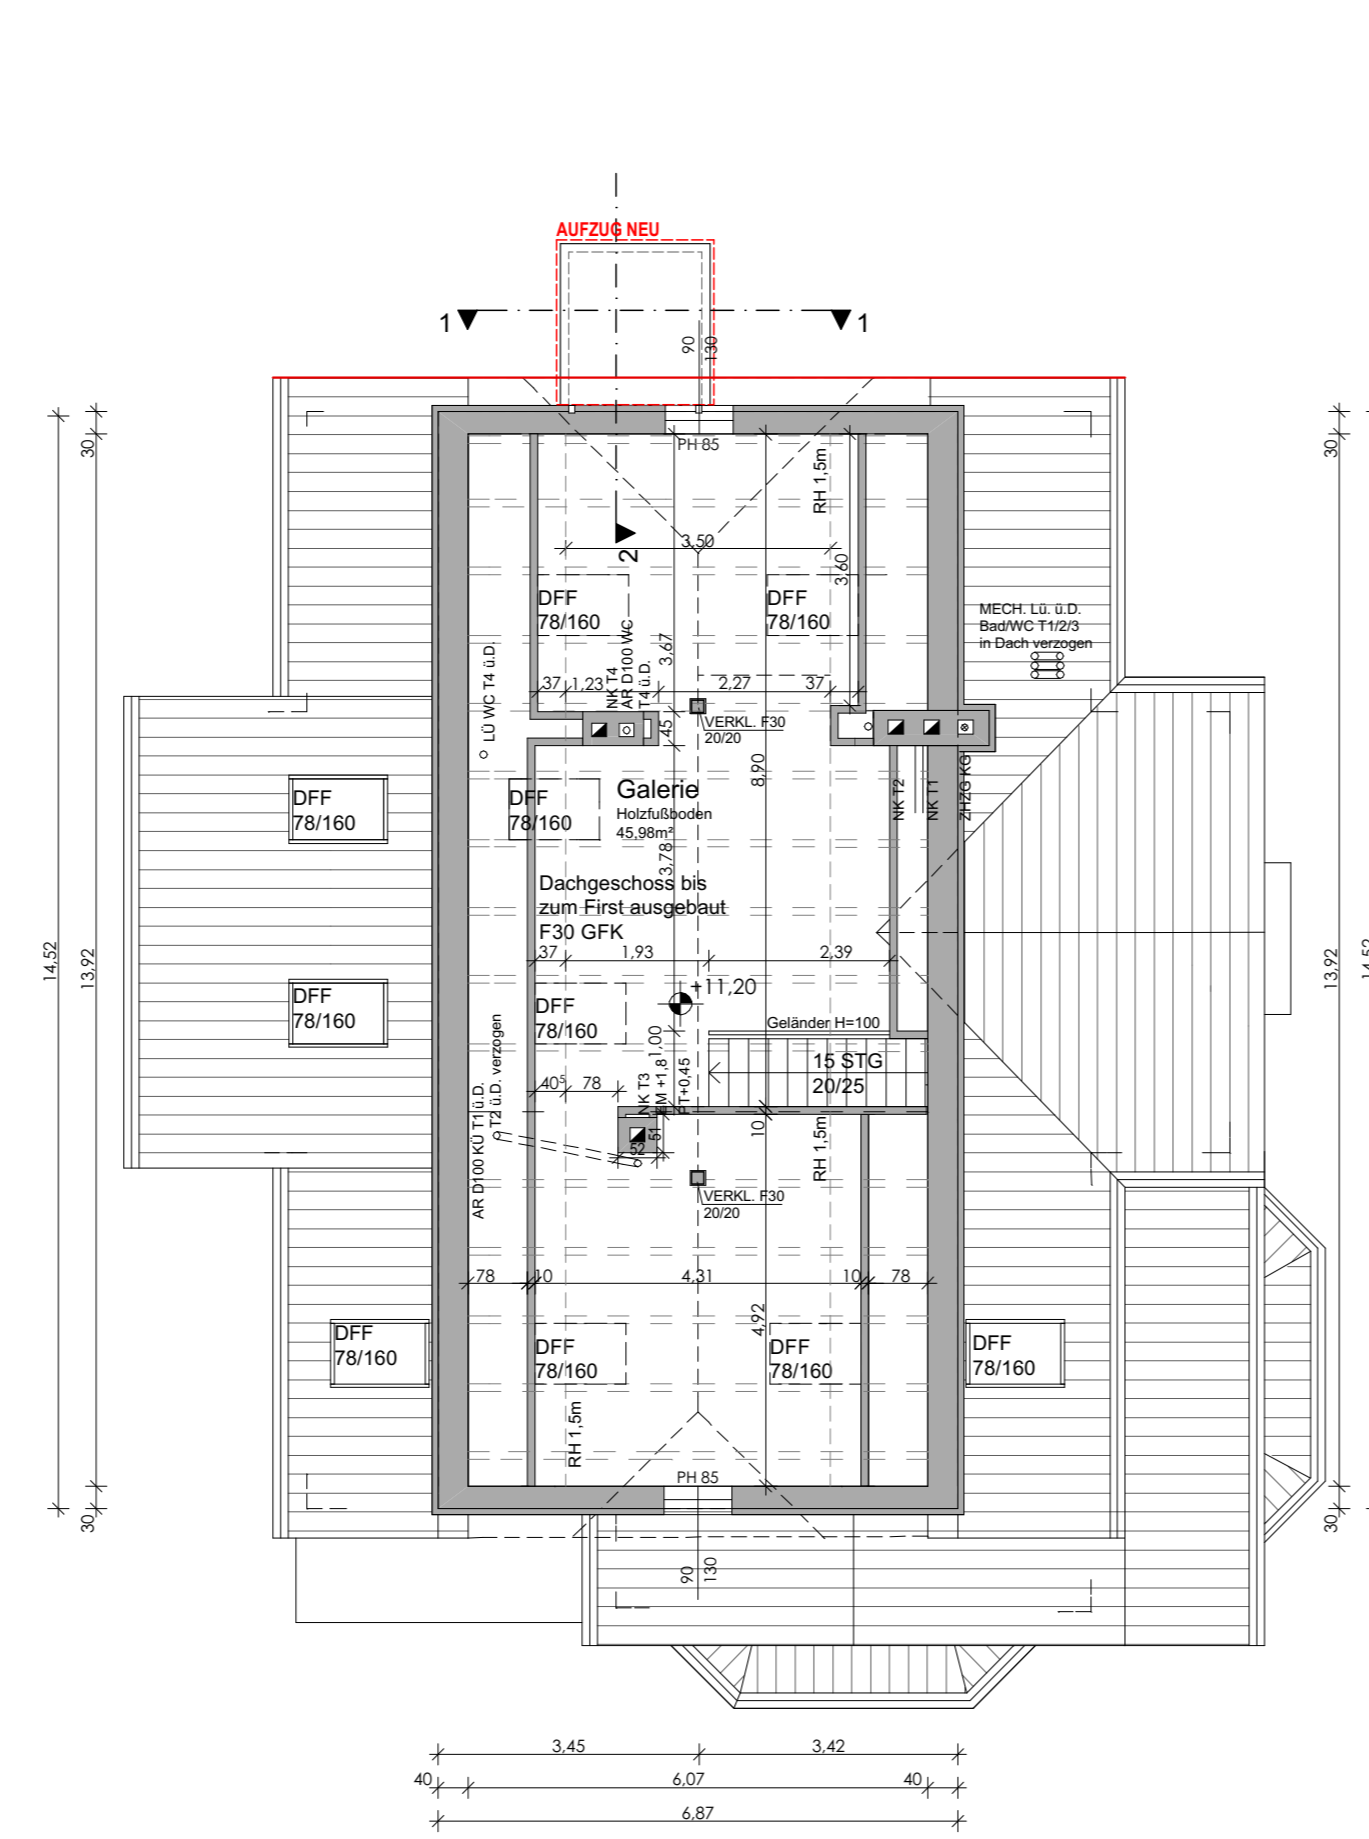 AUFZUG NEU
1
1
90
130
30
30
PH 85
RH 1,5m
2
3,50
3,60
DFF
78/160
DFF
78/160
MECH. Lü. ü.D.
Bad/WC T1/2/3
in Dach verzogen
3,67
NK T4
AR D100 WC
T4 ü.D.
LÜ WC T4 ü.D.
37
1,23
2,27
37
45
VERKL. F30
20/20
8,90
DFF
78/160
DFF
78/160
Galerie
Holzfußboden
45,98m²
3,78
NK T2
NK T1
ZHZG KG
Dachgeschoss bis
zum First ausgebaut
F30 GFK
37
1,93
2,39
14,52
13,92
13,92
14,52
DFF
78/160
DFF
78/160
+11,20
Geländer H=100
1,00
15 STG
20/25
40⁵
78
NK T3
FT+0,45
AR D100 KÜ T1 ü.D.
T2 ü.D. verzogen
51
52
10
RH 1,5m
VERKL. F30
20/20
78
10
4,31
10
78
4,92
DFF
78/160
DFF
78/160
DFF
78/160
DFF
78/160
RH 1,5m
PH 85
30
30
90
130
3,45
3,42
40
6,07
40
6,87